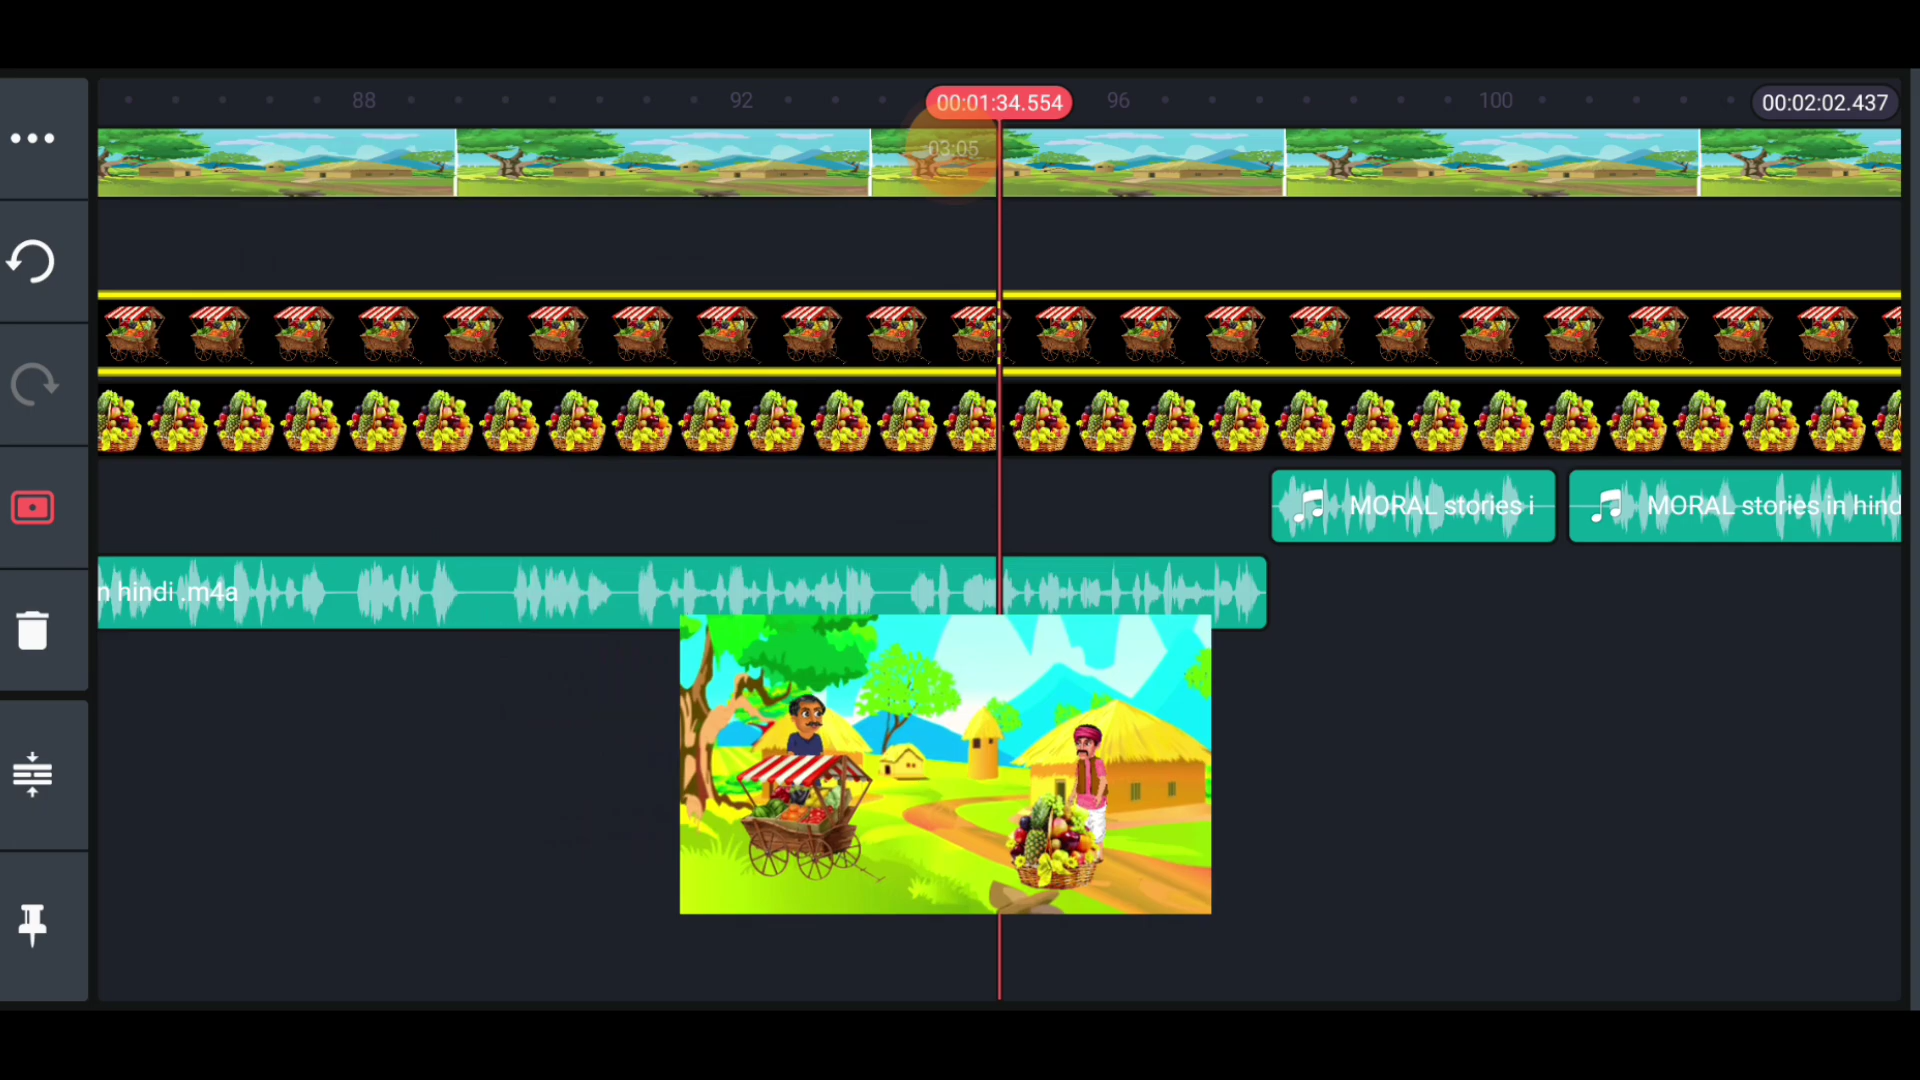 88
92
00:01:34.554
96
100
00:02:02.437
03:05
MORAL stories i
MORAL stories in hind
n hindi .m4a